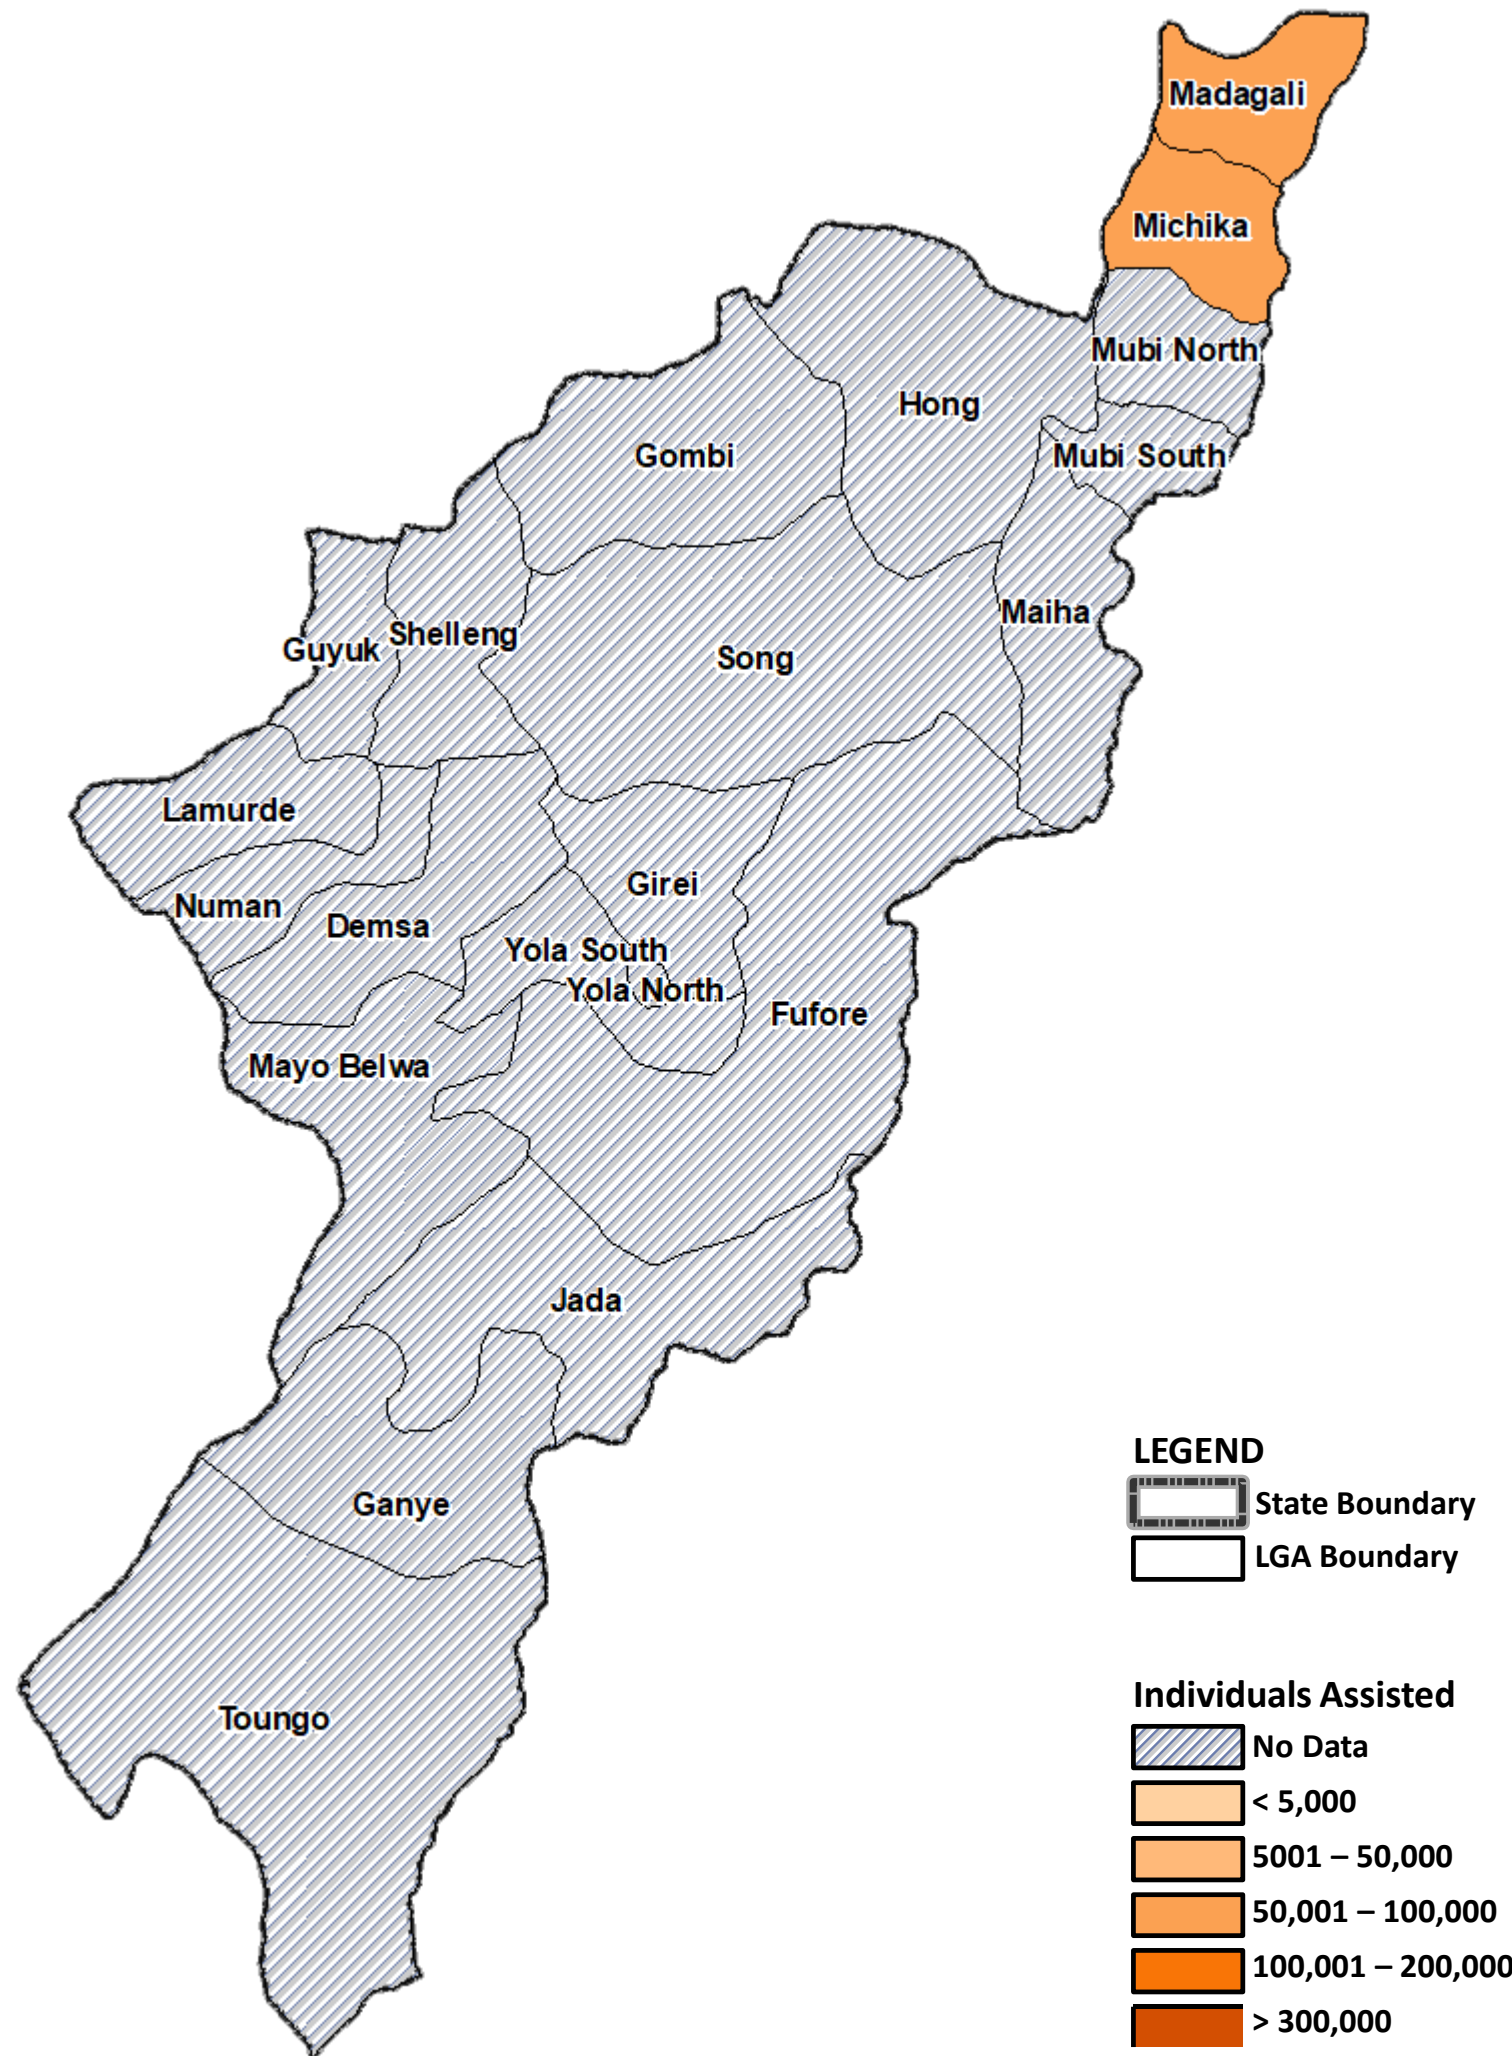 Madagali
Michika
Mubi North
Hong
Gombi
Mubi South
Maiha
Shelleng
Guyuk
Song
Lamurde
Girei
Numan
Demsa
Yola South
Yola North
Fufore
Mayo Belwa
Jada
Ganye
Toungo
LEGEND
State Boundary
LGA Boundary
Individuals Assisted
No Data
< 5,000
5001 – 50,000
50,001 – 100,000
100,001 – 200,000
> 300,000